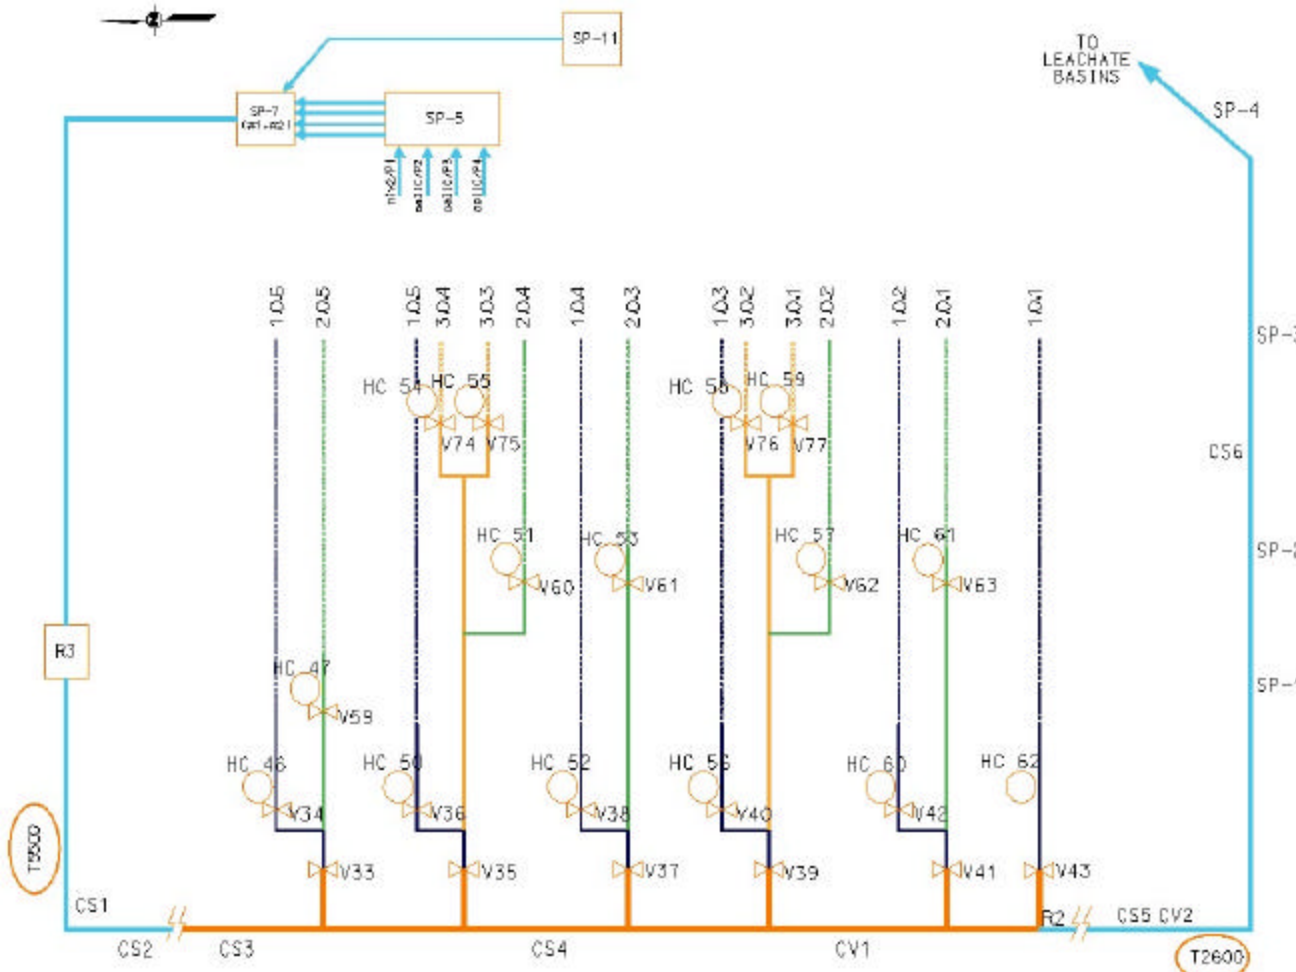 SP-11
TO
LEACHATE
BASINS
SP-4
SP-7
SP-5
1.0.5
2.0.5
1.0.5
3.0.4
3.0.3
2.0.4
1.0.4
2.0.3
1.0.3
3.0.2
3.0.1
2.0.2
1.0.2
2.0.1
1.0.1
HC 54
HC 55
HC 58
HC 59
V74
V75
V76
V77
CS6
HC 51
HC 53
HC 57
HC 61
V60
V61
V62
V63
R3
HC 47
V59
HC 46
HC 50
HC 52
HC 56
HC 60
HC 62
V34
V36
V38
V40
V42
T5500
V33
V35
V37
V39
V41
V43
CS1
R2
CS5 CV2
CS2
CS3
CS4
CV1
T2600